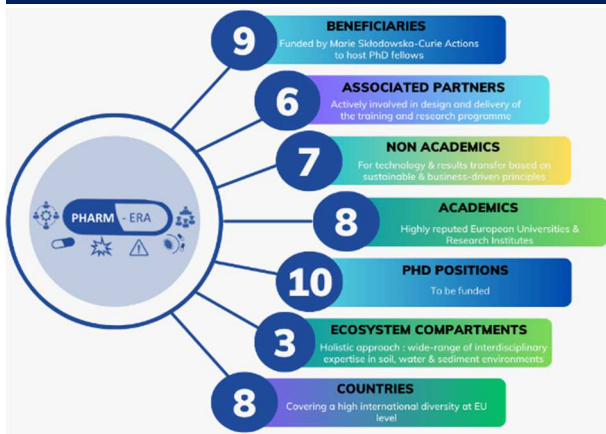 9
BENEFICIARIES
Funded by Marie Skłodowska-Curie Actions
to host PhD fellows
6
ASSOCIATED PARTNERS
Actively involved in design and delivery of
the training and research programme
7
NON ACADEMICS
For technology & results transfer based on
sustainable & business-driven principles
PHARM - ERA
8
ACADEMICS
Highly reputed European Universities &
Research Institutes
10
PHD POSITIONS
To be funded
3
ECOSYSTEM COMPARTMENTS
Holistic approach : wide-range of interdisciplinary
expertise in soil, water & sediment environments
8
COUNTRIES
Covering a high international diversity at EU
level